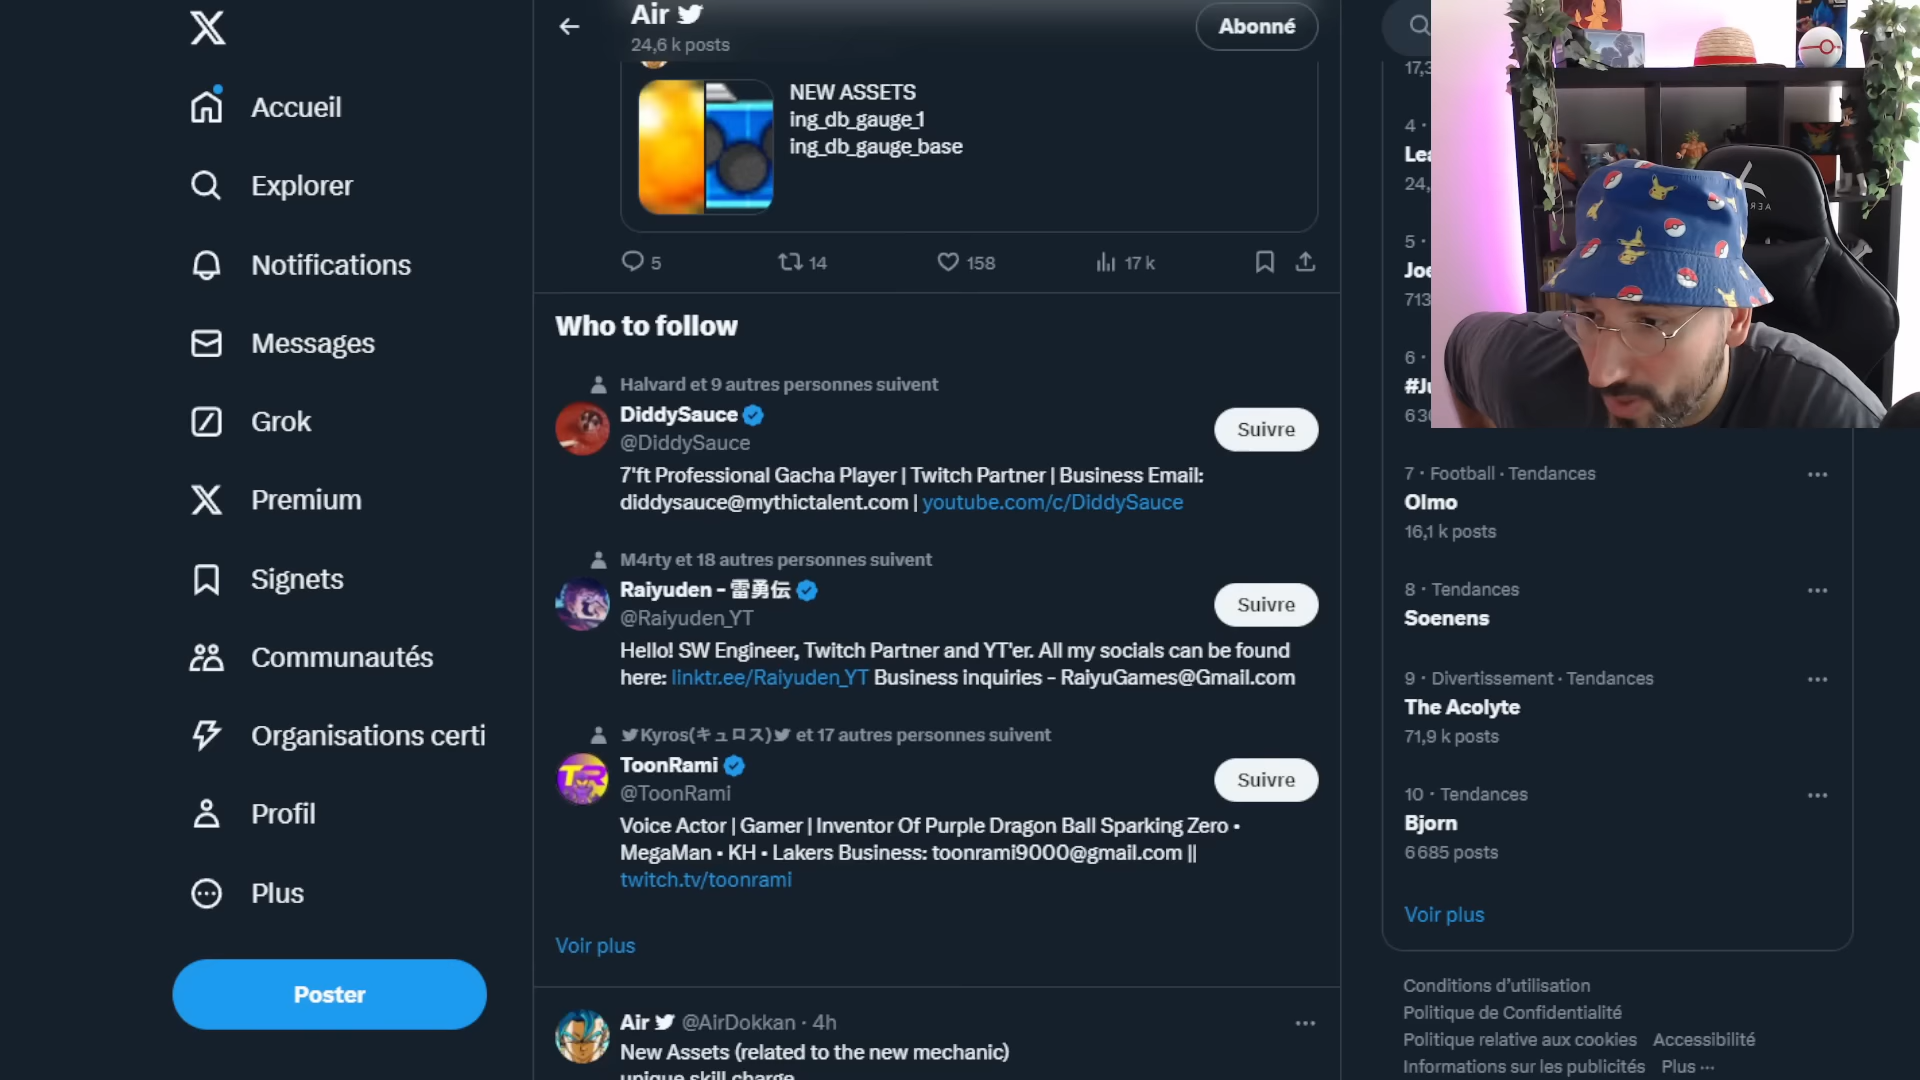 Air
24,6 k posts
Abonné
Accueil
Explorer
Notifications
Messages
Grok
Premium
Signets
Communautés
Organisations certi
Profil
Plus
Poster
NEW ASSETS
ing_db_gauge_1
ing_db_gauge_base
5
14
158
17 k
Who to follow
Halvard et 9 autres personnes suivent
DiddySauce
@DiddySauce
Suivre
7'ft Professional Gacha Player | Twitch Partner | Business Email:
diddysauce@mythictalent.com | youtube.com/c/DiddySauce
M4rty et 18 autres personnes suivent
Raiyuden - 雷勇伝
@Raiyuden_YT
Suivre
Hello! SW Engineer, Twitch Partner and YT'er. All my socials can be found
here: linktr.ee/Raiyuden_YT Business inquiries - RaiyuGames@Gmail.com
Kyros(キュロス) et 17 autres personnes suivent
ToonRami
@ToonRami
Suivre
Voice Actor | Gamer | Inventor Of Purple Dragon Ball Sparking Zero •
MegaMan • KH • Lakers Business: toonrami9000@gmail.com ||
twitch.tv/toonrami
Voir plus
Air @AirDokkan · 4h
New Assets (related to the new mechanic)
unique skill charge
17,3
4 ·
Lea
24,
5 ·
Joe
713
6 ·
#Ju
630
7 · Football · Tendances
Olmo
16,1 k posts
8 · Tendances
Soenens
9 · Divertissement · Tendances
The Acolyte
71,9 k posts
10 · Tendances
Bjorn
6 685 posts
Voir plus
Conditions d'utilisation
Politique de Confidentialité
Politique relative aux cookies Accessibilité
Informations sur les publicités Plus ···